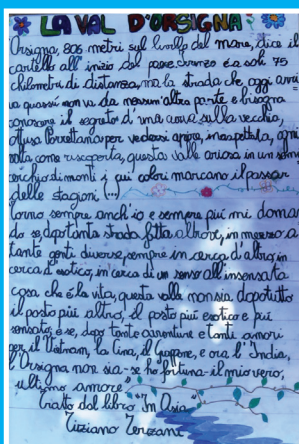 LA VAL D'ORSIGNA
Orsigna, 806 metri sul livello del mare, dice il
cartello all'inizio del paese. Firenze è a soli 75
chilometri di distanza, ma la strada che oggi arri
va quassù non va da nessun'altra parte e bisogna
conoscere il segreto d'una curva sulla vecchia,
ottusa Porrettana per vedersi aprire, inaspettata, ogni
volta come riscoperta, questa valle ariosa in un semi
cerchio di monti i cui colori marcano il passar
delle stagioni (...)
Torno sempre anch'io e sempre più mi doman
do se, dopo tanta strada fatta altrove, in mezzo a
tante genti diverse, sempre in cerca d'altro, in
cerca d'esotico, in cerca di un senso all'insensata
cosa che è la vita, questa valle non sia, dopotutto
il posto più altro, il posto più esotico e più
sensato, e se, dopo tante avventure e tanti amori
per il Vietnam, la Cina, il Giappone, e ora l'India,
l'Orsigna non sia - se ho fortuna - il mio vero,
ultimo amore"
Tratto dal libro "In Asia"
Tiziano Terzani